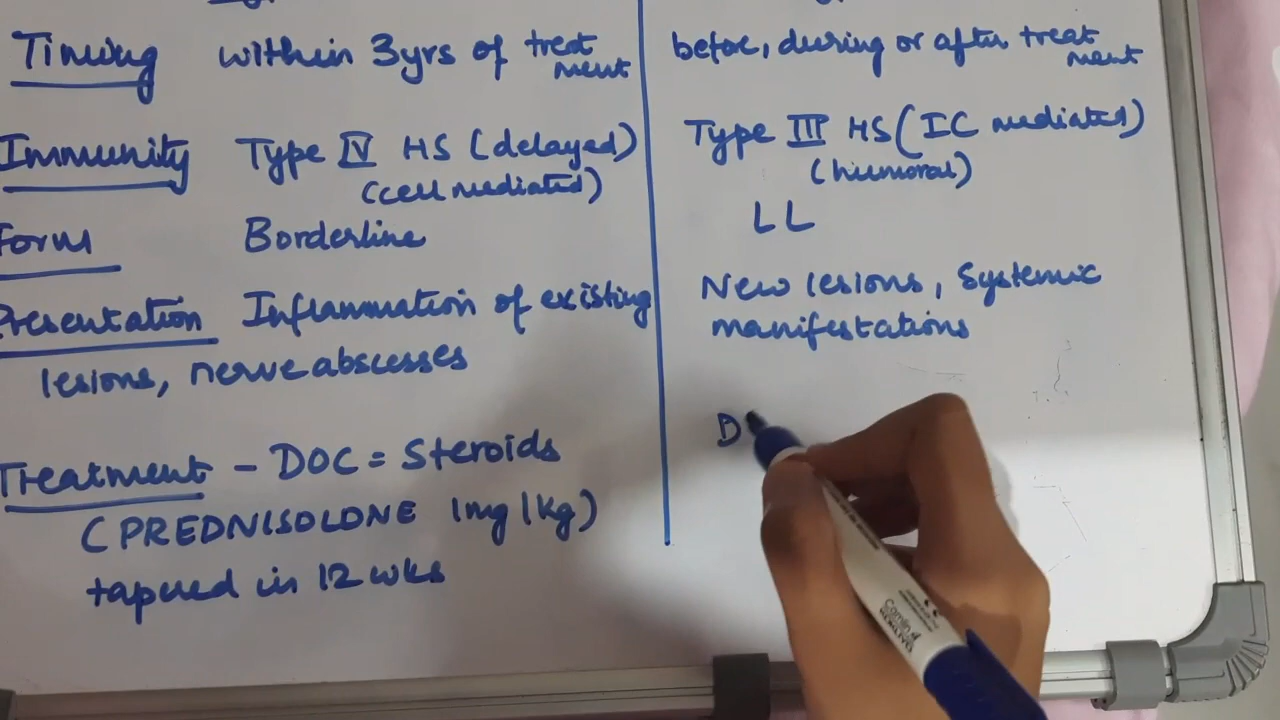 Timing within 3yrs of treatment
before, during or after treatment
Immunity Type IV HS (delayed)
(cell mediated)
Type III HS (IC mediated)
(humoral)
Form Borderline
LL
Presentation Inflammation of existing
lesions, nerve abscesses
New lesions, Systemic
manifestations
Treatment - DOC = Steroids
(PREDNISOLONE 1mg/kg)
tapered in 12 wks
D
Camlin
KOKUYO